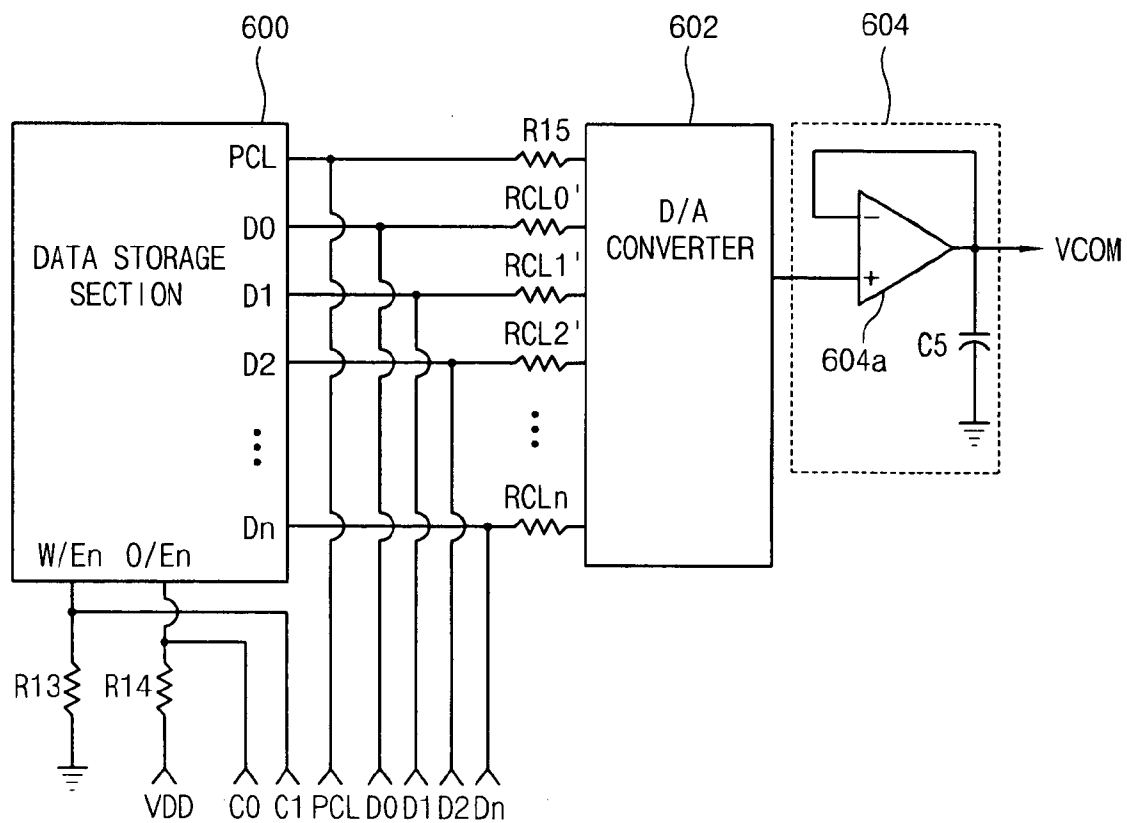 600
602
604
DATA STORAGE
SECTION
PCL
D0
D1
D2
Dn
W/En
O/En
R15
RCL0'
RCL1'
RCL2'
RCLn
D/A
CONVERTER
−
+
604a
C5
VCOM
R13
R14
VDD
C0
C1
PCL
D0
D1
D2
Dn